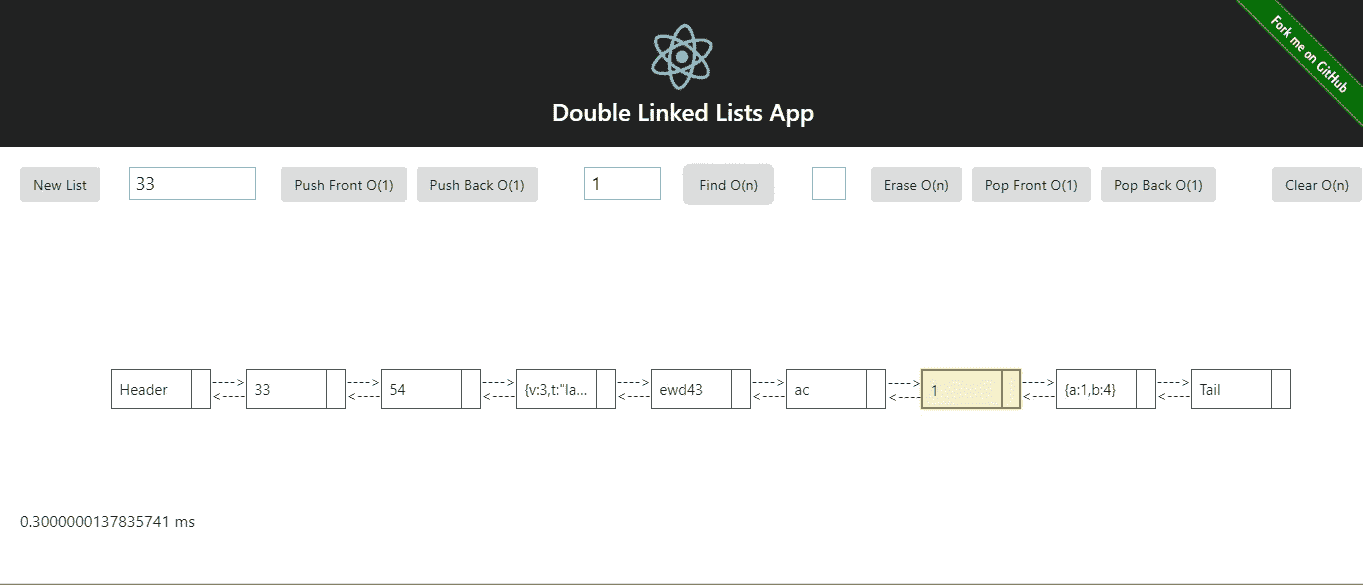 Fork me on GitHub
Double Linked Lists App
New List 33 Push Front O(1) Push Back O(1) 1 Find O(n) Erase O(n) Pop Front O(1) Pop Back O(1) Clear O(n)
Header ----> <---- 33 ----> <---- 54 ----> <---- {v:3,t:"la... ----> <---- ewd43 ----> <---- ac ----> <---- 1 ----> <---- {a:1,b:4} ----> <---- Tail
0.3000000137835741 ms